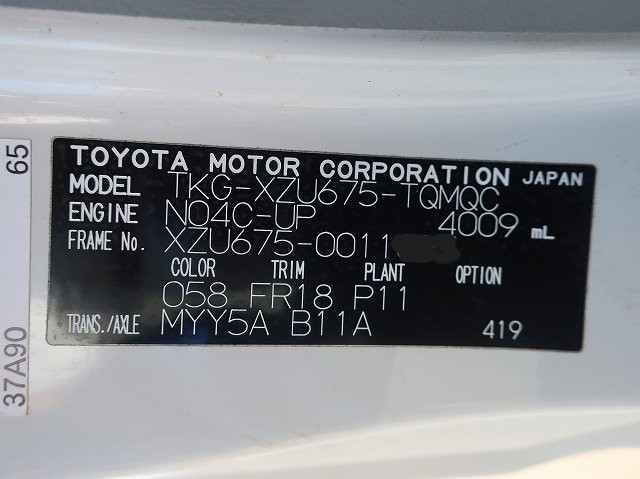 TOYOTA MOTOR CORPORATION JAPAN
MODEL TKG-XZU675-TQMQC
ENGINE N04C-UP 4009 mL
FRAME No. XZU675-0011
COLOR TRIM PLANT OPTION
058 FR18 P11
TRANS./AXLE MYY5A B11A 419
37A90 65